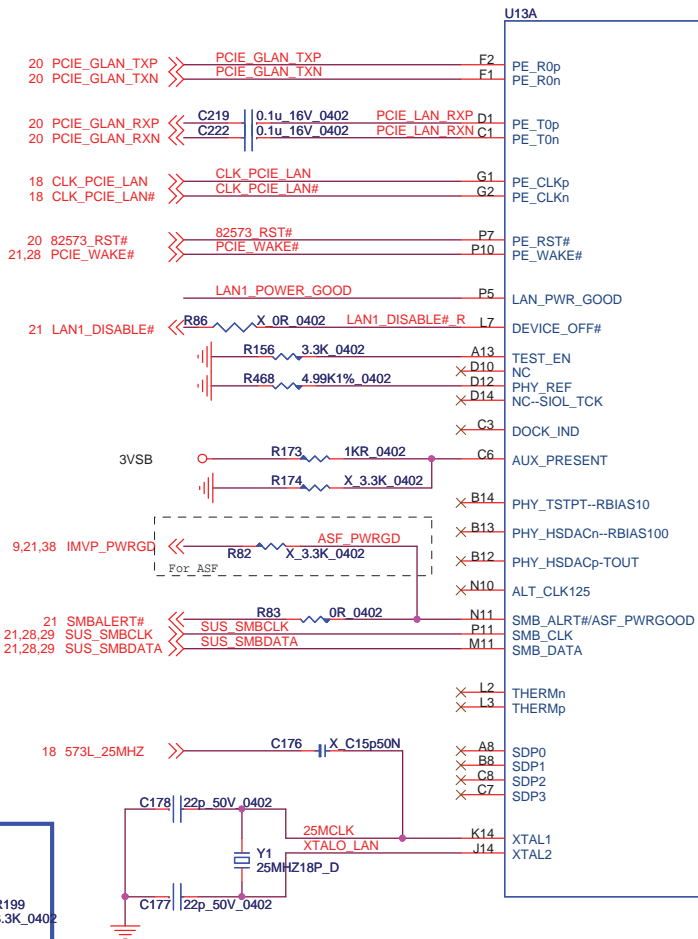 U13A
20 PCIE_GLAN_TXP PCIE_GLAN_TXP F2 PE_R0p
20 PCIE_GLAN_TXN PCIE_GLAN_TXN F1 PE_R0n
20 PCIE_GLAN_RXP C219 0.1u_16V_0402 PCIE_LAN_RXP D1 PE_T0p
20 PCIE_GLAN_RXN C222 0.1u_16V_0402 PCIE_LAN_RXN C1 PE_T0n
18 CLK_PCIE_LAN CLK_PCIE_LAN G1 PE_CLKp
18 CLK_PCIE_LAN# CLK_PCIE_LAN# G2 PE_CLKn
20 82573_RST# 82573_RST# P7 PE_RST#
21,28 PCIE_WAKE# PCIE_WAKE# P10 PE_WAKE#
LAN1_POWER_GOOD P5 LAN_PWR_GOOD
21 LAN1_DISABLE# R86 X_0R_0402 LAN1_DISABLE#_R L7 DEVICE_OFF#
R156 3.3K_0402 A13 TEST_EN
D10 NC
R468 4.99K1%_0402 D12 PHY_REF
D14 NC--SIOL_TCK
C3 DOCK_IND
3VSB R173 1KR_0402 C6 AUX_PRESENT
R174 X_3.3K_0402
B14 PHY_TSTPT--RBIAS10
B13 PHY_HSDACn--RBIAS100
9,21,38 IMVP_PWRGD R82 X_3.3K_0402 ASF_PWRGD
B12 PHY_HSDACp-TOUT
For ASF
N10 ALT_CLK125
21 SMBALERT# R83 0R_0402 N11 SMB_ALRT#/ASF_PWRGOOD
21,28,29 SUS_SMBCLK SUS_SMBCLK P11 SMB_CLK
21,28,29 SUS_SMBDATA SUS_SMBDATA M11 SMB_DATA
L2 THERMn
L3 THERMp
18 573L_25MHZ C176 X_C15p50N A8 SDP0
B8 SDP1
C8 SDP2
C7 SDP3
C178 22p_50V_0402
25MCLK K14 XTAL1
XTALO_LAN J14 XTAL2
Y1
25MHZ18P_D
C177 22p_50V_0402
R199
3.3K_0402